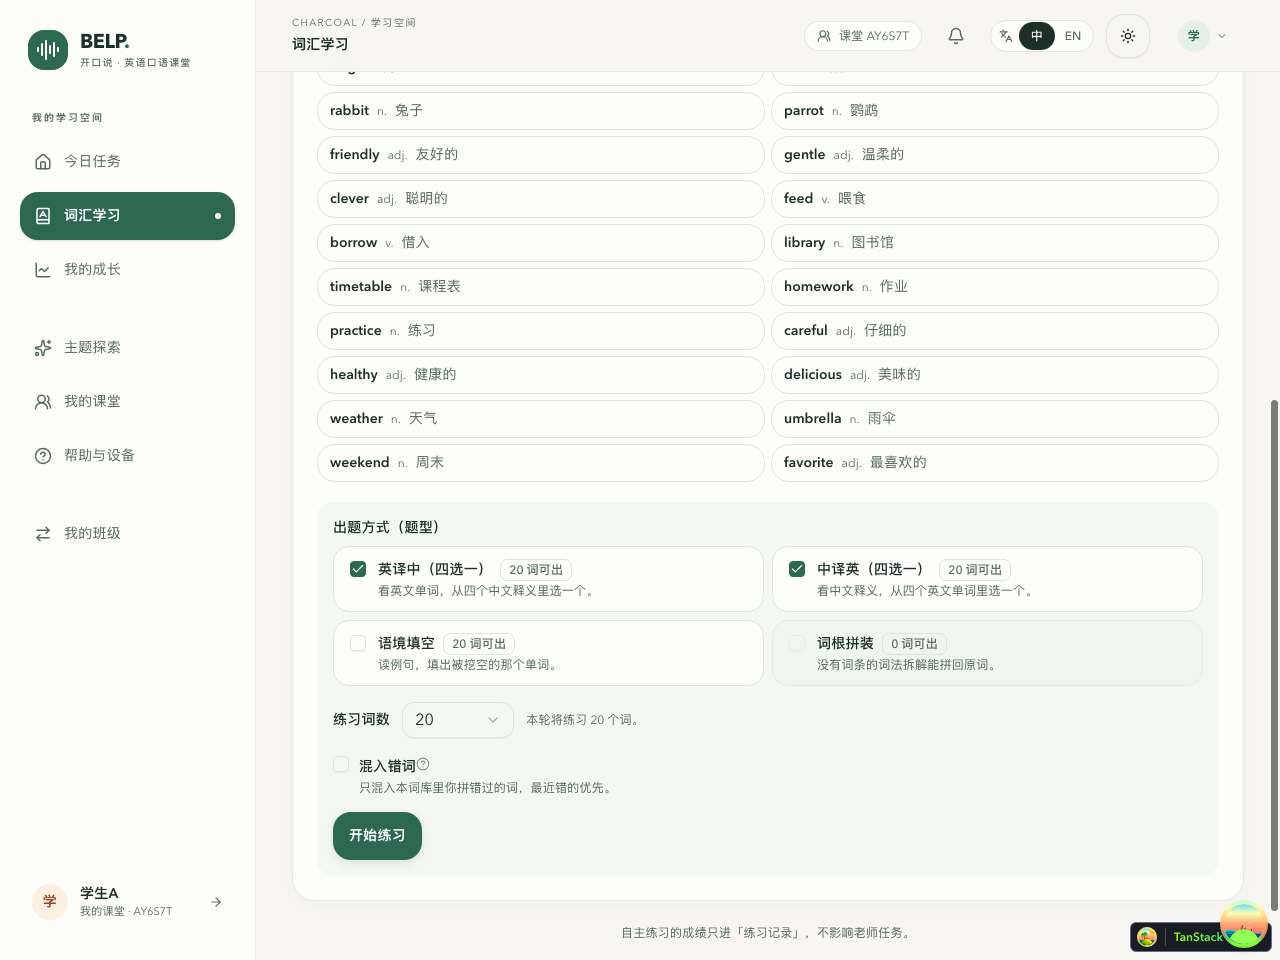 BELP.
开口说 · 英语口语课堂
我的学习空间
今日任务
词汇学习
我的成长
主题探索
我的课堂
帮助与设备
我的班级
学
学生A
我的课堂 · AY6S7T
CHARCOAL / 学习空间
词汇学习
课堂 AY6S7T
中
EN
学
rabbit n. 兔子
parrot n. 鹦鹉
friendly adj. 友好的
gentle adj. 温柔的
clever adj. 聪明的
feed v. 喂食
borrow v. 借入
library n. 图书馆
timetable n. 课程表
homework n. 作业
practice n. 练习
careful adj. 仔细的
healthy adj. 健康的
delicious adj. 美味的
weather n. 天气
umbrella n. 雨伞
weekend n. 周末
favorite adj. 最喜欢的
出题方式（题型）
英译中（四选一） 20 词可出
看英文单词，从四个中文释义里选一个。
中译英（四选一） 20 词可出
看中文释义，从四个英文单词里选一个。
语境填空 20 词可出
读例句，填出被挖空的那个单词。
词根拼装 0 词可出
没有词条的词法拆解能拼回原词。
练习词数 20 本轮将练习 20 个词。
混入错词
只混入本词库里你拼错过的词，最近错的优先。
开始练习
自主练习的成绩只进「练习记录」，不影响老师任务。
TanStack